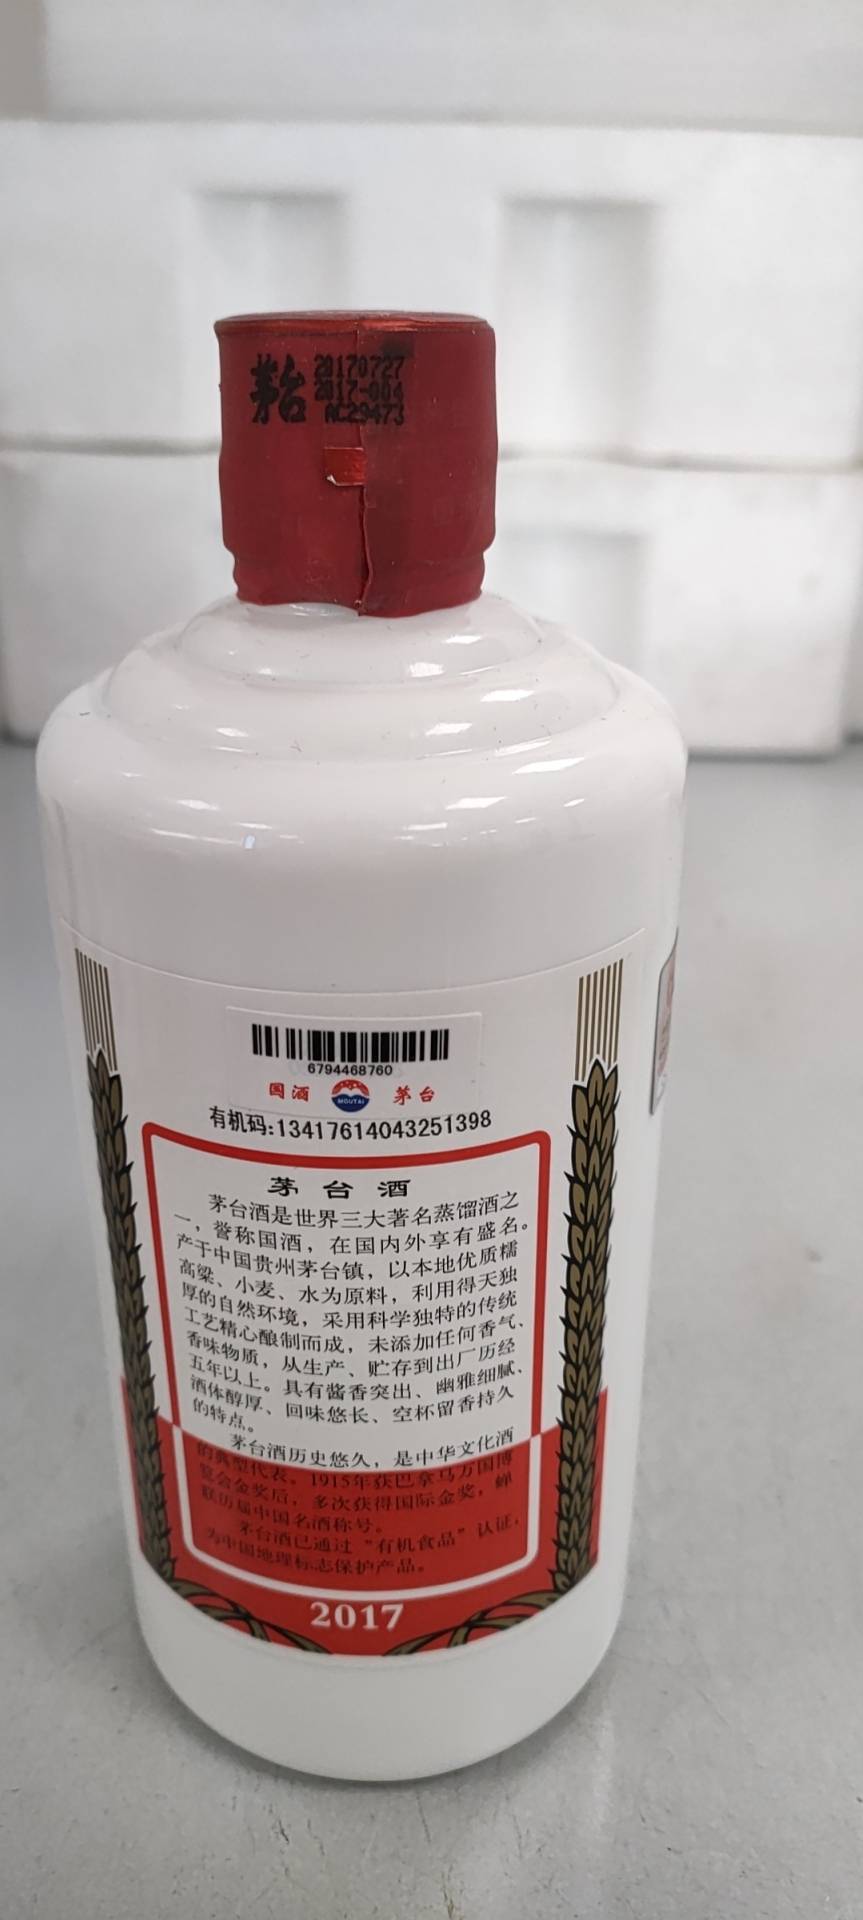 茅台
20170727
2017-004
AC29473
6794468760
国酒
MOUTAI
茅台
有机码:13417614043251398
茅台酒
茅台酒是世界三大著名蒸馏酒之
一，誉称国酒，在国内外享有盛名。
产于中国贵州茅台镇，以本地优质糯
高粱、小麦、水为原料，利用得天独
厚的自然环境，采用科学独特的传统
工艺精心酿制而成，未添加任何香气、
香味物质，从生产、贮存到出厂历经
五年以上。具有酱香突出、幽雅细腻、
酒体醇厚、回味悠长、空杯留香持久
的特点。
茅台酒历史悠久，是中华文化酒
的典型代表。1915年获巴拿马万国博
览会金奖后，多次获得国际金奖，蝉
联历届中国名酒称号。
茅台酒已通过“有机食品”认证，
为中国地理标志保护产品。
2017